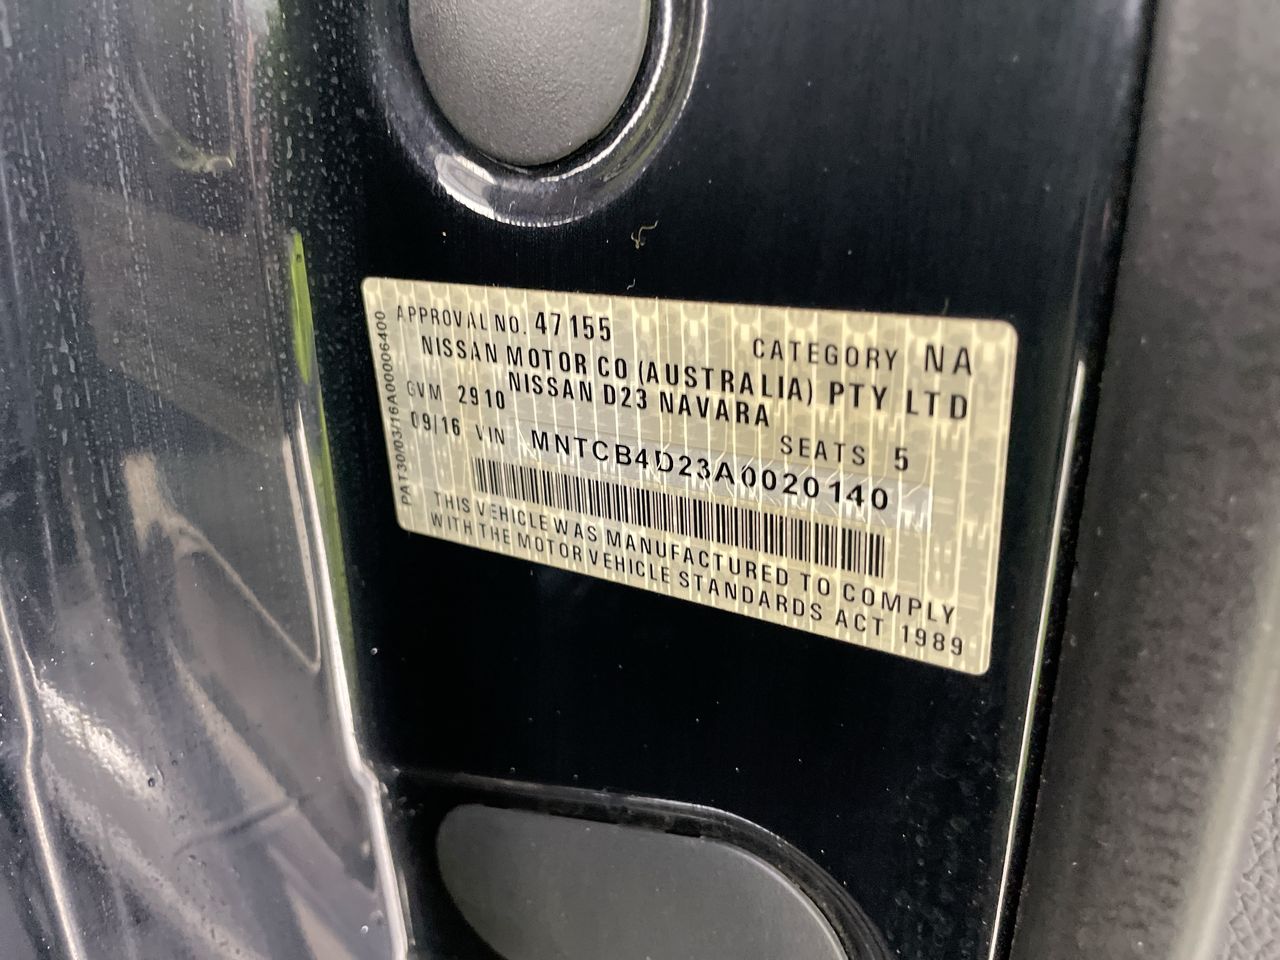 APPROVAL NO. 47155
CATEGORY NA
NISSAN MOTOR CO (AUSTRALIA) PTY LTD
NISSAN D23 NAVARA
GVM 2910
SEATS 5
09/16 VIN MNTCB4D23A0020140
THIS VEHICLE WAS MANUFACTURED TO COMPLY
WITH THE MOTOR VEHICLE STANDARDS ACT 1989
PAT30/03/16A00006400